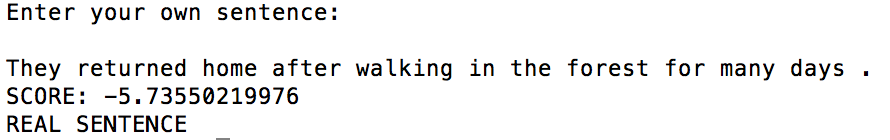 Enter your own sentence:
They returned home after walking in the forest for many days .
SCORE: -5.73550219976
REAL SENTENCE